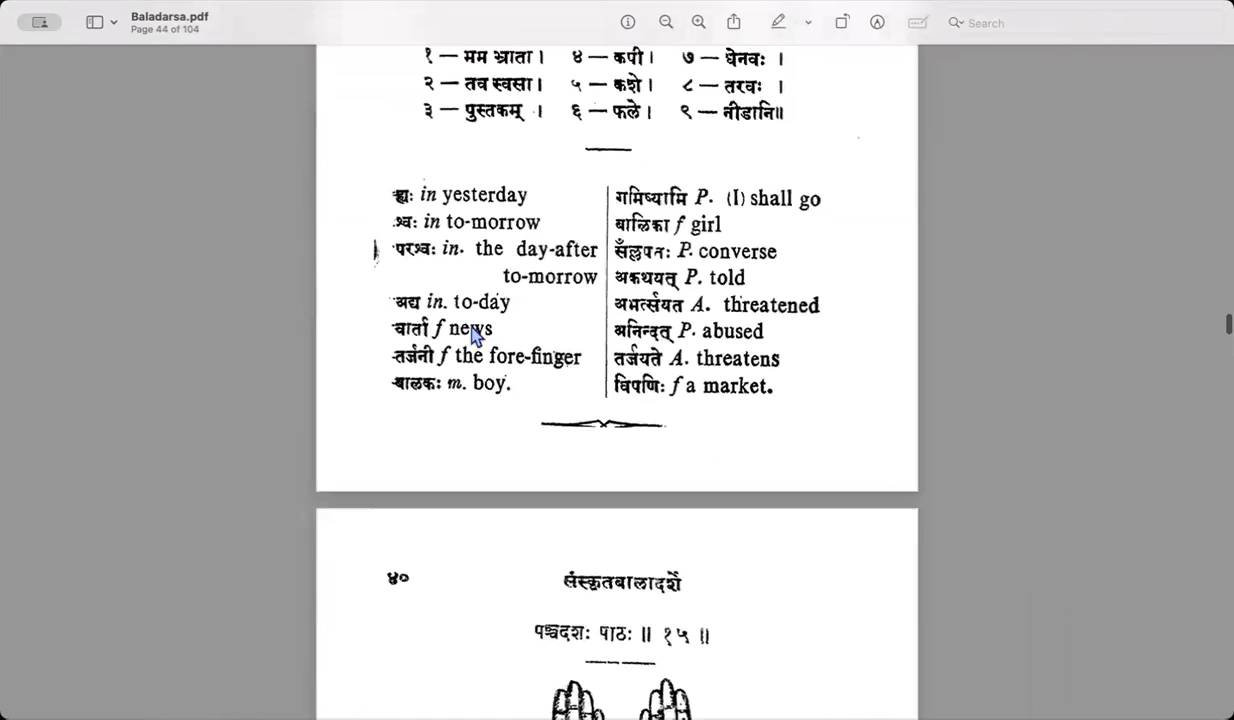 Baladarsa.pdf
Page 44 of 104
Search
१ — मम भ्राता । ४ — कपी । ७ — धेनवः ।
२ — तव स्वसा । ५ — कशे । ८ — तरवः ।
३ — पुस्तकम् । ६ — फले । ९ — नीडानि॥
ह्यः in yesterday
श्वः in to-morrow
परश्वः in. the day-after
to-morrow
अद्य in. to-day
वार्ता f news
तर्जनी f the fore-finger
बालकः m. boy.
गमिष्यामि P. (I) shall go
बालिका f girl
सँल्लपतः P. converse
अकथयत् P. told
अभर्त्सयत A. threatened
अनिन्दत् P. abused
तर्जयते A. threatens
विपणिः f a market.
४० संस्कृतबालादर्शे
पञ्चदशः पाठः ॥ १५ ॥